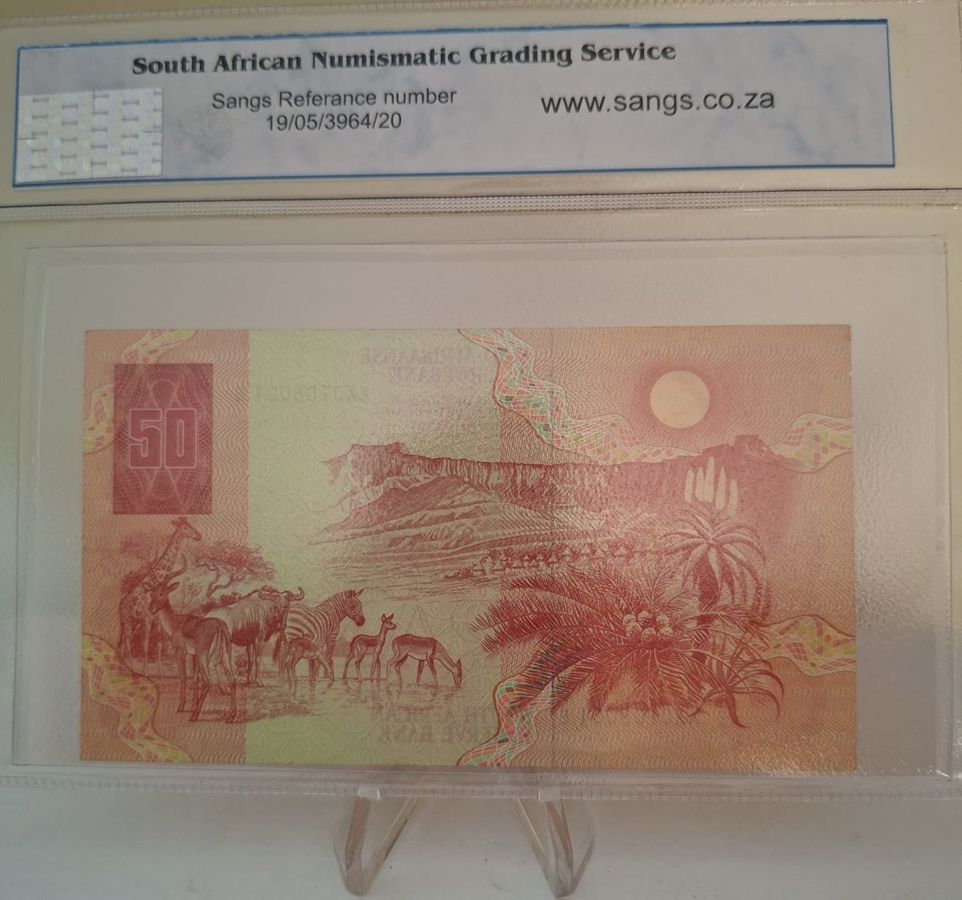 South African Numismatic Grading Service
Sangs Referance number
19/05/3964/20
www.sangs.co.za
50